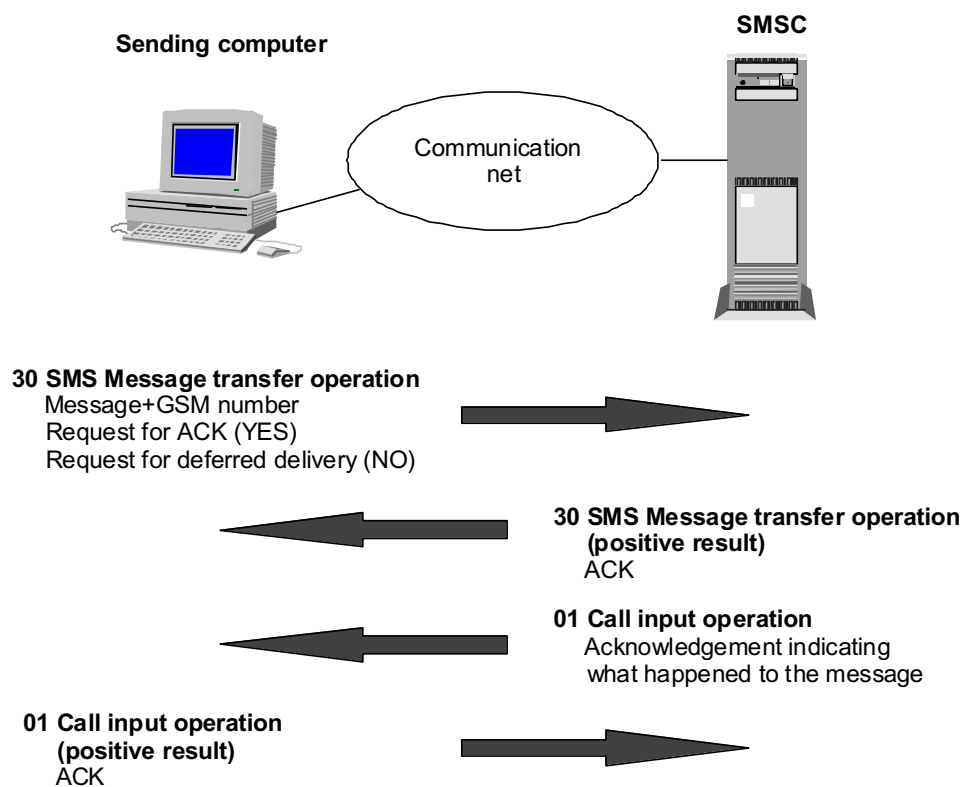 SMSC
Sending computer
Communication
net
30 SMS Message transfer operation
Message+GSM number
Request for ACK (YES)
Request for deferred delivery (NO)
30 SMS Message transfer operation
(positive result)
ACK
01 Call input operation
Acknowledgement indicating
what happened to the message
01 Call input operation
(positive result)
ACK